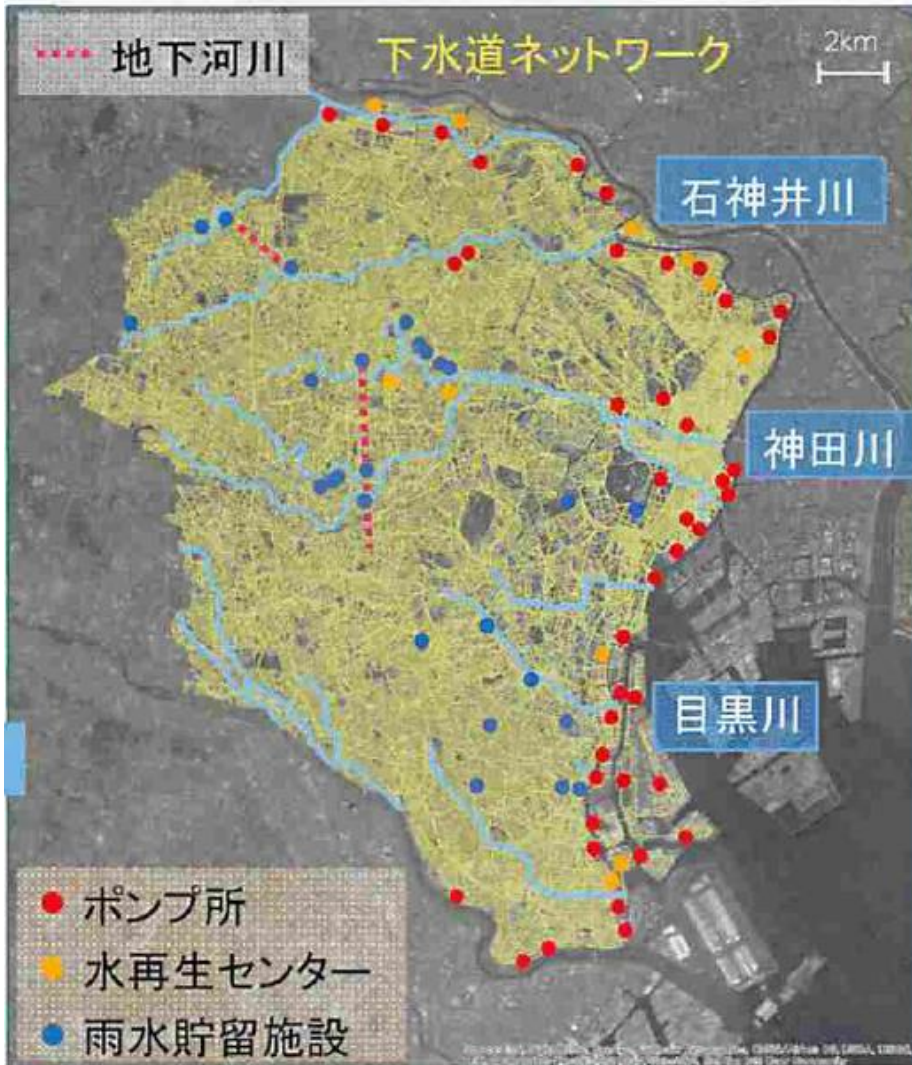 地下河川
下水道ネットワーク
2km
石神井川
神田川
目黒川
ポンプ所
水再生センター
雨水貯留施設